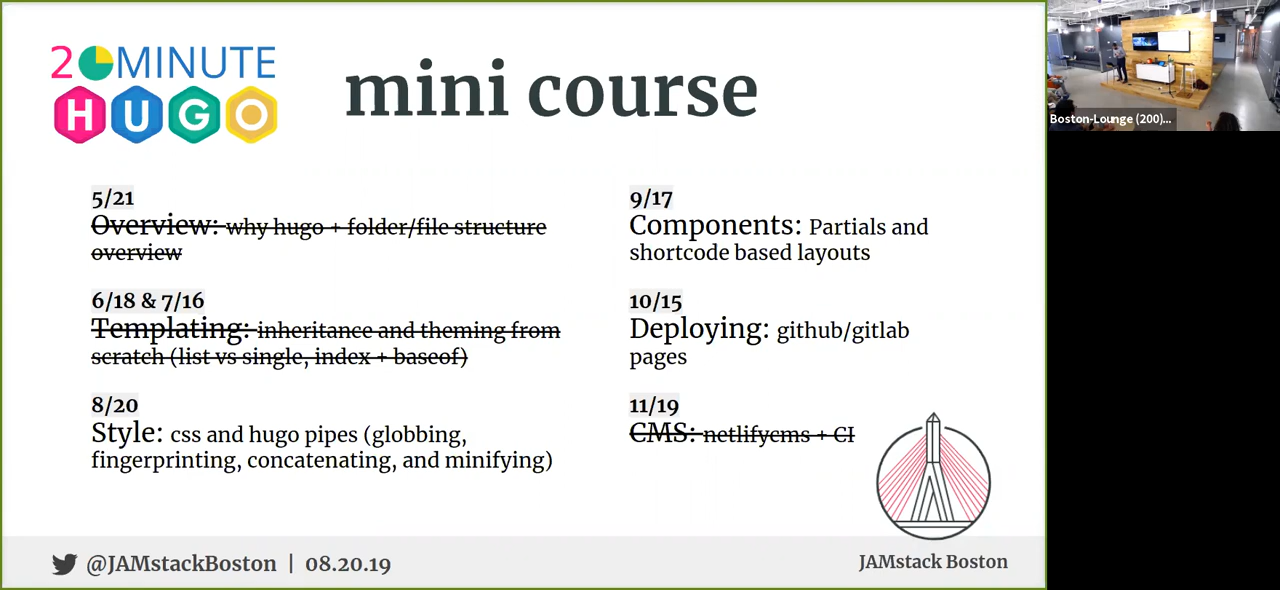 20MINUTE
HUGO
mini course
5/21
Overview: why hugo + folder/file structure
overview
6/18 & 7/16
Templating: inheritance and theming from
scratch (list vs single, index + baseof)
8/20
Style: css and hugo pipes (globbing,
fingerprinting, concatenating, and minifying)
9/17
Components: Partials and
shortcode based layouts
10/15
Deploying: github/gitlab
pages
11/19
CMS: netlifycms + CI
@JAMstackBoston | 08.20.19
JAMstack Boston
Boston-Lounge (200)...